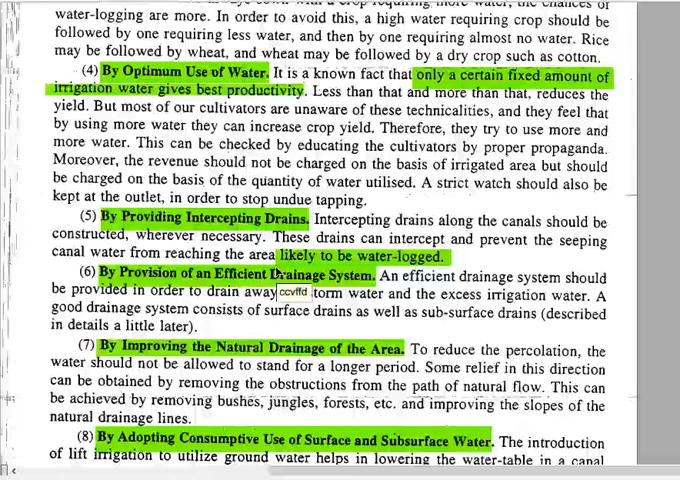 water-logging are more. In order to avoid this, a high water requiring crop should be
followed by one requiring less water, and then by one requiring almost no water. Rice
may be followed by wheat, and wheat may be followed by a dry crop such as cotton.
(4) By Optimum Use of Water. It is a known fact that only a certain fixed amount of
irrigation water gives best productivity. Less than that and more than that, reduces the
yield. But most of our cultivators are unaware of these technicalities, and they feel that
by using more water they can increase crop yield. Therefore, they try to use more and
more water. This can be checked by educating the cultivators by proper propaganda.
Moreover, the revenue should not be charged on the basis of irrigated area but should
be charged on the basis of the quantity of water utilised. A strict watch should also be
kept at the outlet, in order to stop undue tapping.
(5) By Providing Intercepting Drains. Intercepting drains along the canals should be
constructed, wherever necessary. These drains can intercept and prevent the seeping
canal water from reaching the area likely to be water-logged.
(6) By Provision of an Efficient Drainage System. An efficient drainage system should
be provided in order to drain away ccvffd torm water and the excess irrigation water. A
good drainage system consists of surface drains as well as sub-surface drains (described
in details a little later).
(7) By Improving the Natural Drainage of the Area. To reduce the percolation, the
water should not be allowed to stand for a longer period. Some relief in this direction
can be obtained by removing the obstructions from the path of natural flow. This can
be achieved by removing bushes, jungles, forests, etc. and improving the slopes of the
natural drainage lines.
(8) By Adopting Consumptive Use of Surface and Subsurface Water. The introduction
of lift irrigation to utilize ground water helps in lowering the water-table in a canal